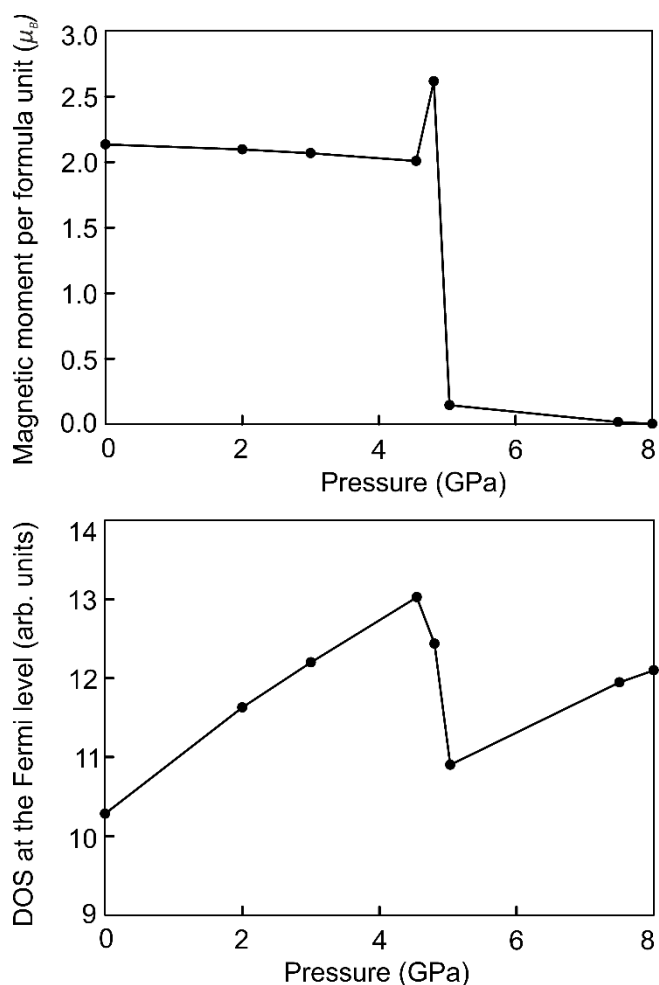 Magnetic moment per formula unit (μB)
3.0
2.5
2.0
1.5
1.0
0.5
0.0
0 2 4 6 8
Pressure (GPa)
DOS at the Fermi level (arb. units)
14
13
12
11
10
9
0 2 4 6 8
Pressure (GPa)